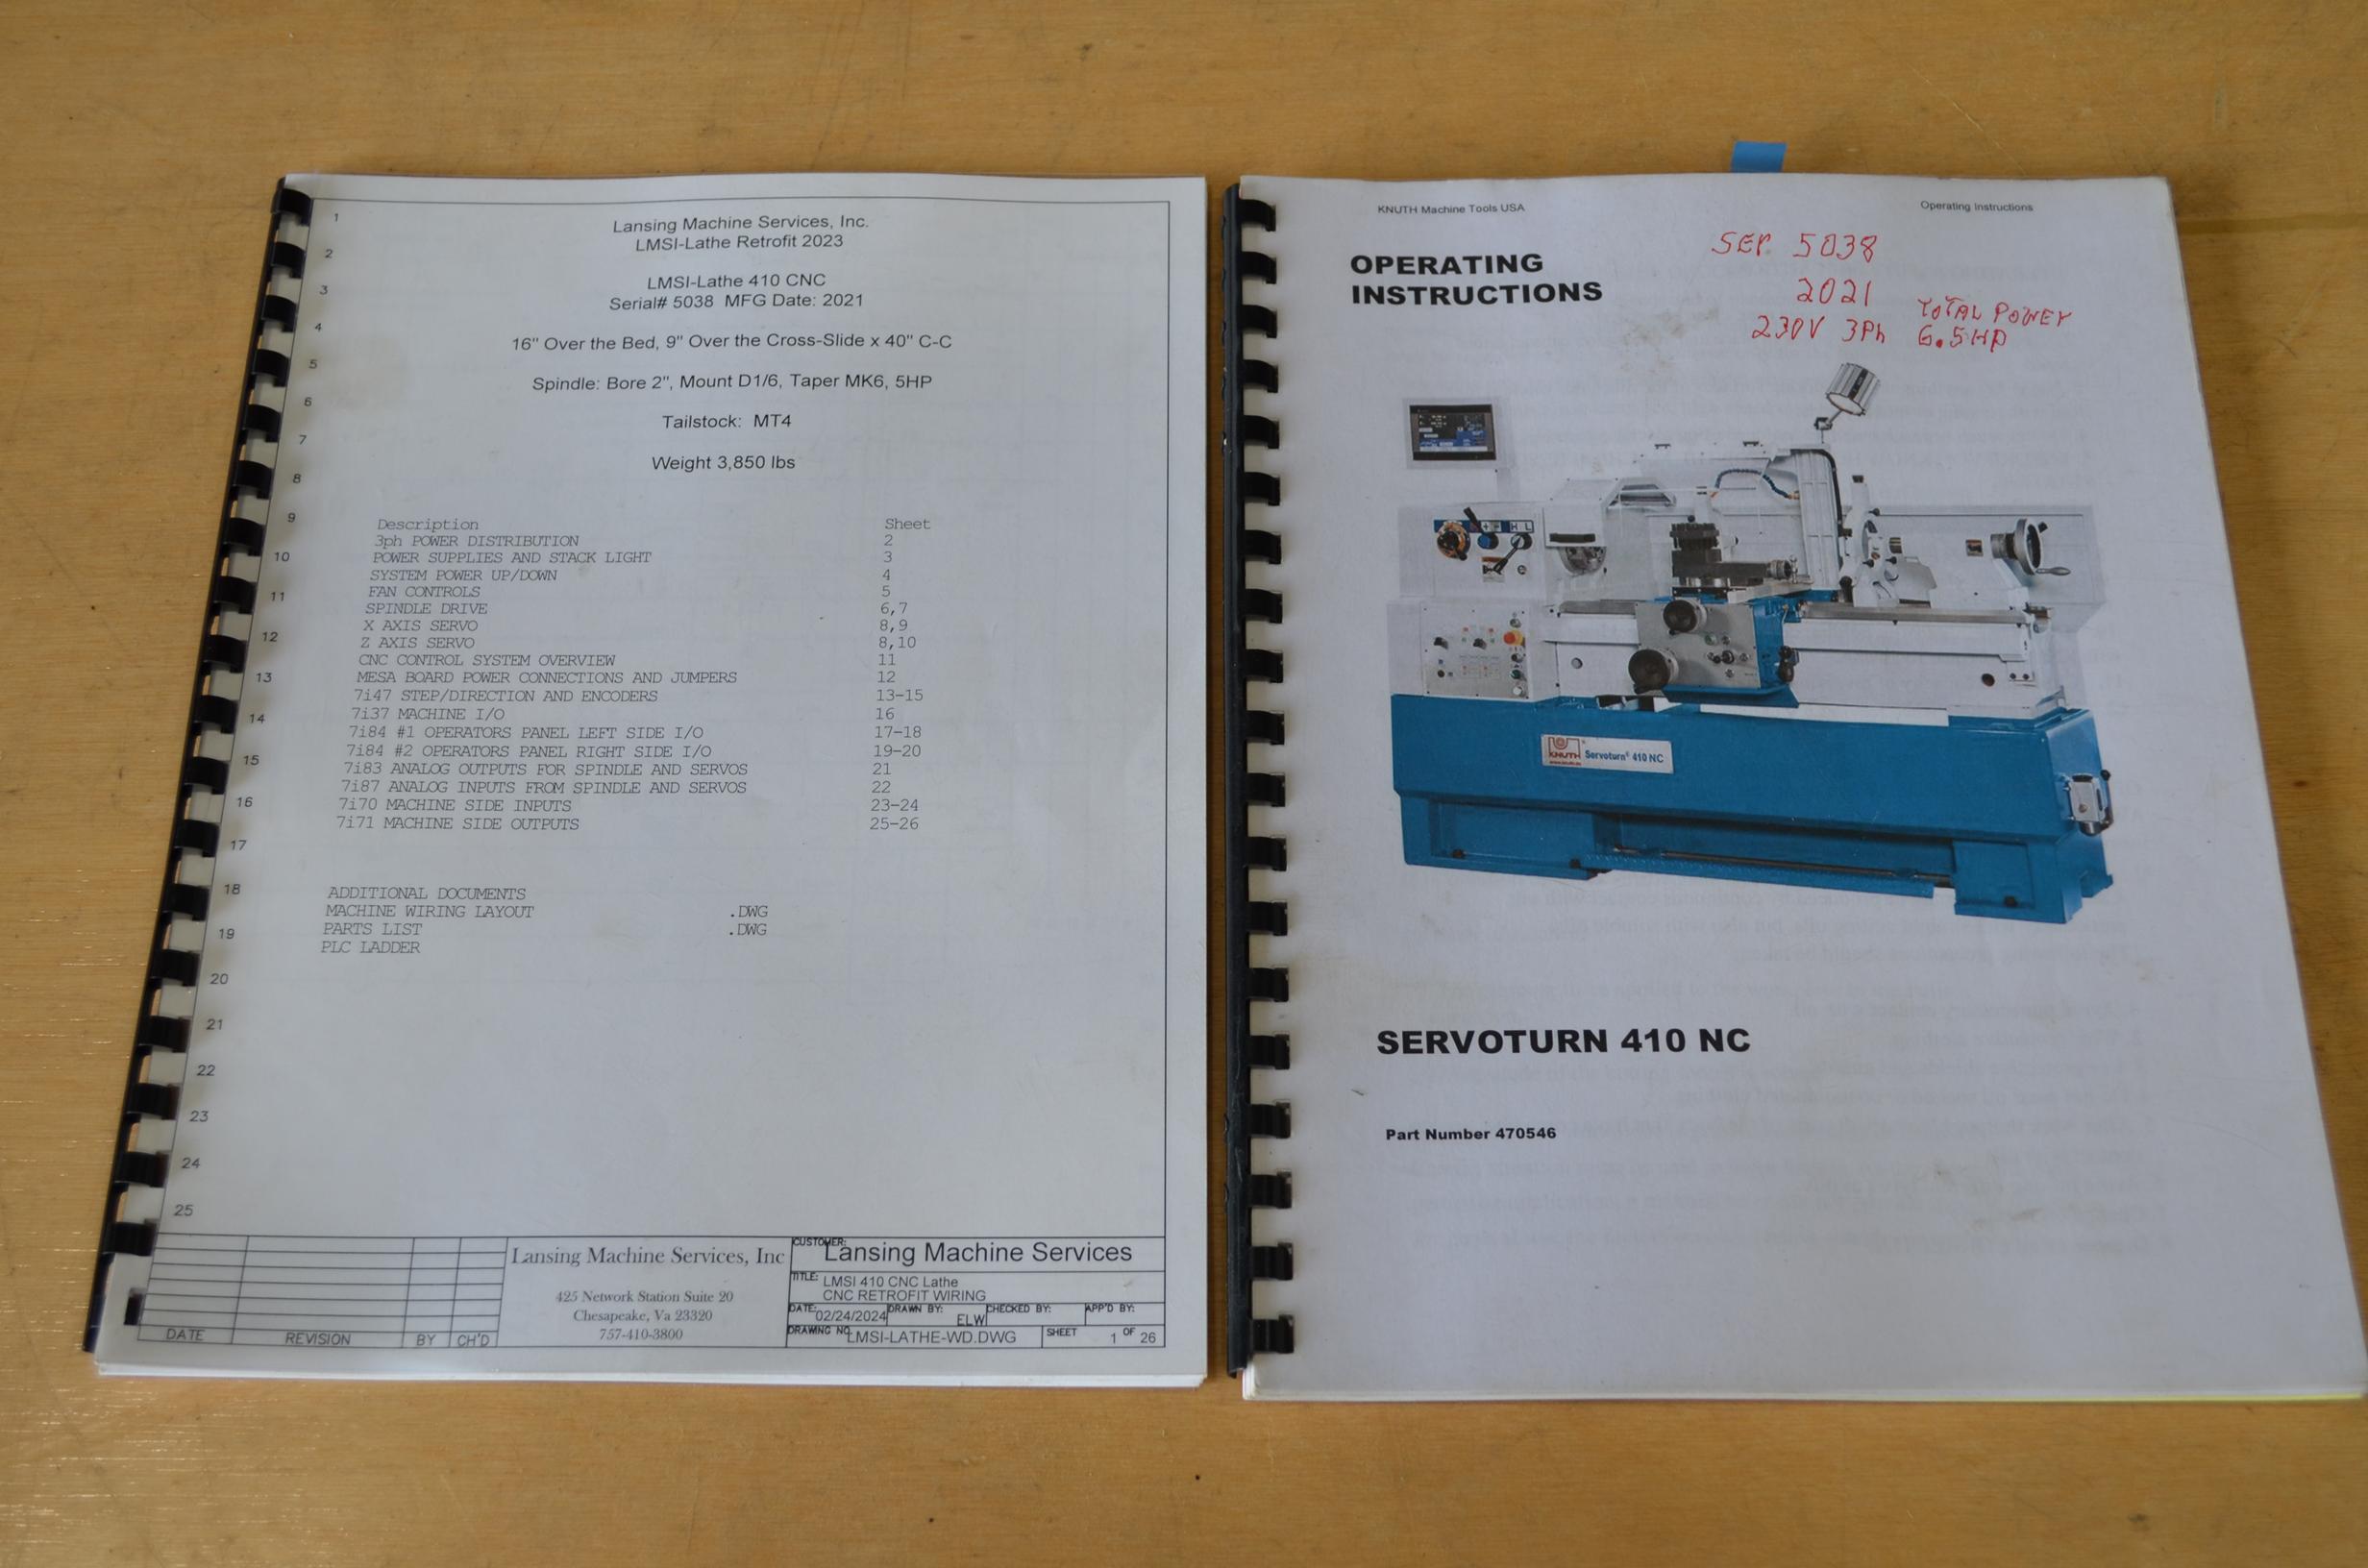 1
2
3
4
5
6
7
8
9
10
11
12
13
14
15
16
17
18
19
20
21
22
23
24
25
Lansing Machine Services, Inc.
LMSI-Lathe Retrofit 2023
LMSI-Lathe 410 CNC
Serial# 5038 MFG Date: 2021
16" Over the Bed, 9" Over the Cross-Slide x 40" C-C
Spindle: Bore 2", Mount D1/6, Taper MK6, 5HP
Tailstock: MT4
Weight 3,850 lbs
Description Sheet
3ph POWER DISTRIBUTION 2
POWER SUPPLIES AND STACK LIGHT 3
SYSTEM POWER UP/DOWN 4
FAN CONTROLS 5
SPINDLE DRIVE 6,7
X AXIS SERVO 8,9
Z AXIS SERVO 8,10
CNC CONTROL SYSTEM OVERVIEW 11
MESA BOARD POWER CONNECTIONS AND JUMPERS 12
7i47 STEP/DIRECTION AND ENCODERS 13-15
7i37 MACHINE I/O 16
7i84 #1 OPERATORS PANEL LEFT SIDE I/O 17-18
7i84 #2 OPERATORS PANEL RIGHT SIDE I/O 19-20
7i83 ANALOG OUTPUTS FOR SPINDLE AND SERVOS 21
7i87 ANALOG INPUTS FROM SPINDLE AND SERVOS 22
7i70 MACHINE SIDE INPUTS 23-24
7i71 MACHINE SIDE OUTPUTS 25-26
ADDITIONAL DOCUMENTS
MACHINE WIRING LAYOUT .DWG
PARTS LIST .DWG
PLC LADDER
DATE REVISION BY CH'D
Lansing Machine Services, Inc
425 Network Station Suite 20
Chesapeake, Va 23320
757-410-3800
CUSTOMER: Lansing Machine Services
TITLE: LMSI 410 CNC Lathe
CNC RETROFIT WIRING
DATE: 02/24/2024 DRAWN BY: ELW CHECKED BY: APP'D BY:
DRAWING NO. LMSI-LATHE-WD.DWG SHEET 1 OF 26
KNUTH Machine Tools USA Operating Instructions
OPERATING
INSTRUCTIONS
SER. 5038
2021
230V 3Ph
TOTAL POWER
6.5 HP
H L
KNUTH Servoturn® 410 NC
SERVOTURN 410 NC
Part Number 470546